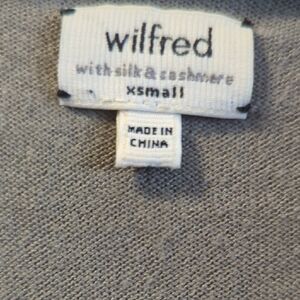 wilfred
with silk & cashmere
xsmall
MADE IN
CHINA